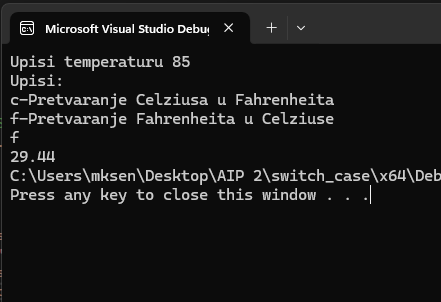 Microsoft Visual Studio Debug
Upisi temperaturu 85
Upisi:
c-Pretvaranje Celziusa u Fahrenheita
f-Pretvaranje Fahrenheita u Celziuse
f
29.44
C:\Users\mksen\Desktop\AIP 2\switch_case\x64\Deb
Press any key to close this window . . .